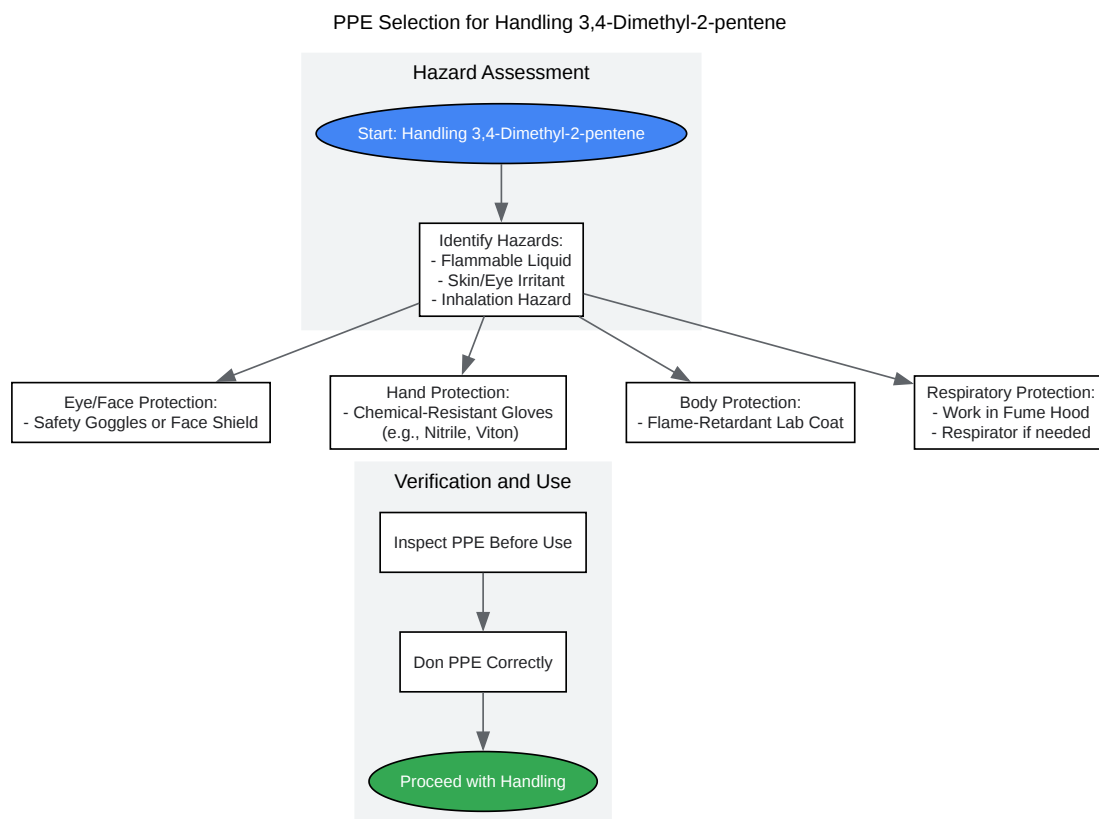 PPE Selection for Handling 3,4-Dimethyl-2-pentene
Hazard Assessment
Start: Handling 3,4-Dimethyl-2-pentene
Identify Hazards:
- Flammable Liquid
- Skin/Eye Irritant
- Inhalation Hazard
Eye/Face Protection:
- Safety Goggles or Face Shield
Hand Protection:
- Chemical-Resistant Gloves
(e.g., Nitrile, Viton)
Body Protection:
- Flame-Retardant Lab Coat
Respiratory Protection:
- Work in Fume Hood
- Respirator if needed
Verification and Use
Inspect PPE Before Use
Don PPE Correctly
Proceed with Handling